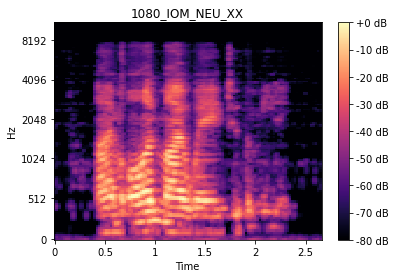 1080_IOM_NEU_XX
+0 dB
8192
-10 dB
4096
-20 dB
-30 dB
2048
Hz
-40 dB
1024
-50 dB
512
-60 dB
-70 dB
0
-80 dB
0 0.5 1 1.5 2 2.5
Time